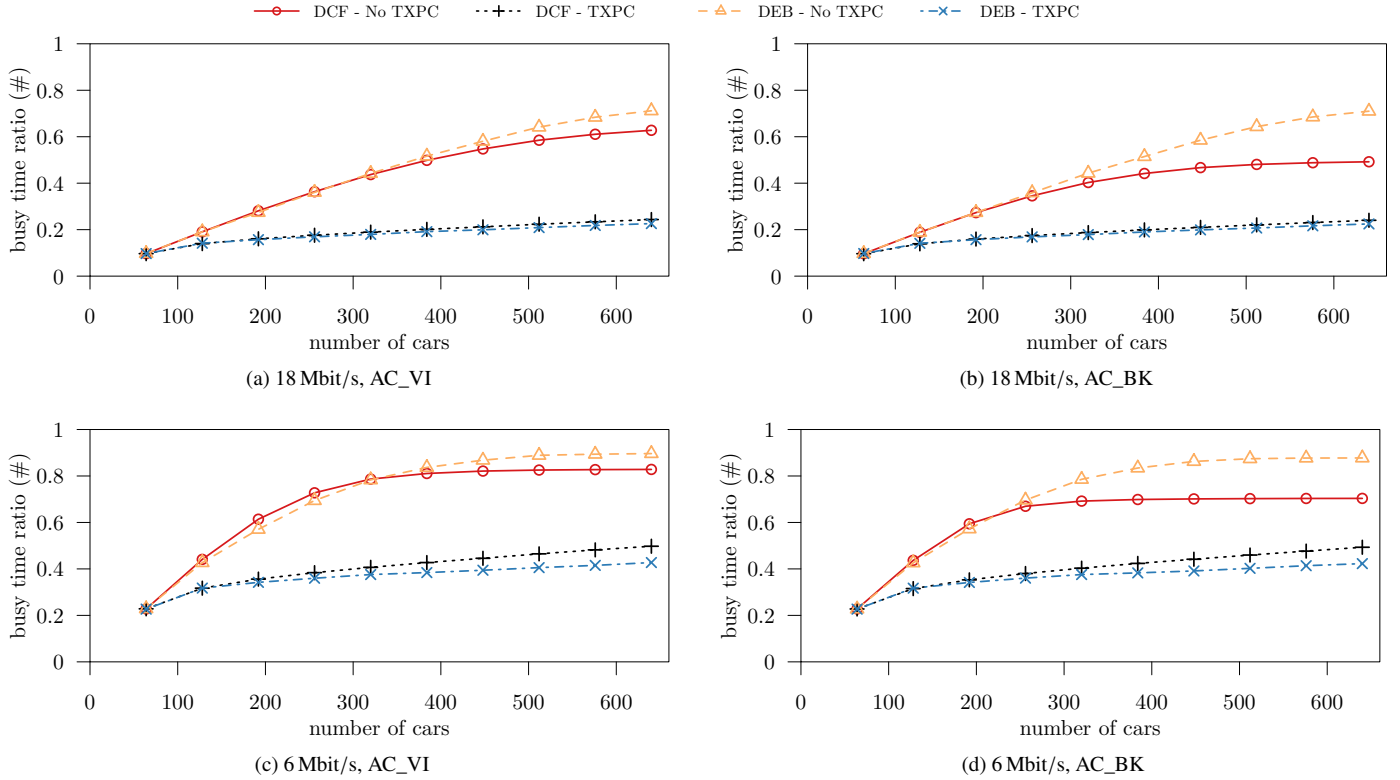 DCF - No TXPC DCF - TXPC DEB - No TXPC DEB - TXPC
busy time ratio (#)
1
0.8
0.6
0.4
0.2
0
0 100 200 300 400 500 600
number of cars
(a) 18 Mbit/s, AC_VI
busy time ratio (#)
1
0.8
0.6
0.4
0.2
0
0 100 200 300 400 500 600
number of cars
(b) 18 Mbit/s, AC_BK
busy time ratio (#)
1
0.8
0.6
0.4
0.2
0
0 100 200 300 400 500 600
number of cars
(c) 6 Mbit/s, AC_VI
busy time ratio (#)
1
0.8
0.6
0.4
0.2
0
0 100 200 300 400 500 600
number of cars
(d) 6 Mbit/s, AC_BK